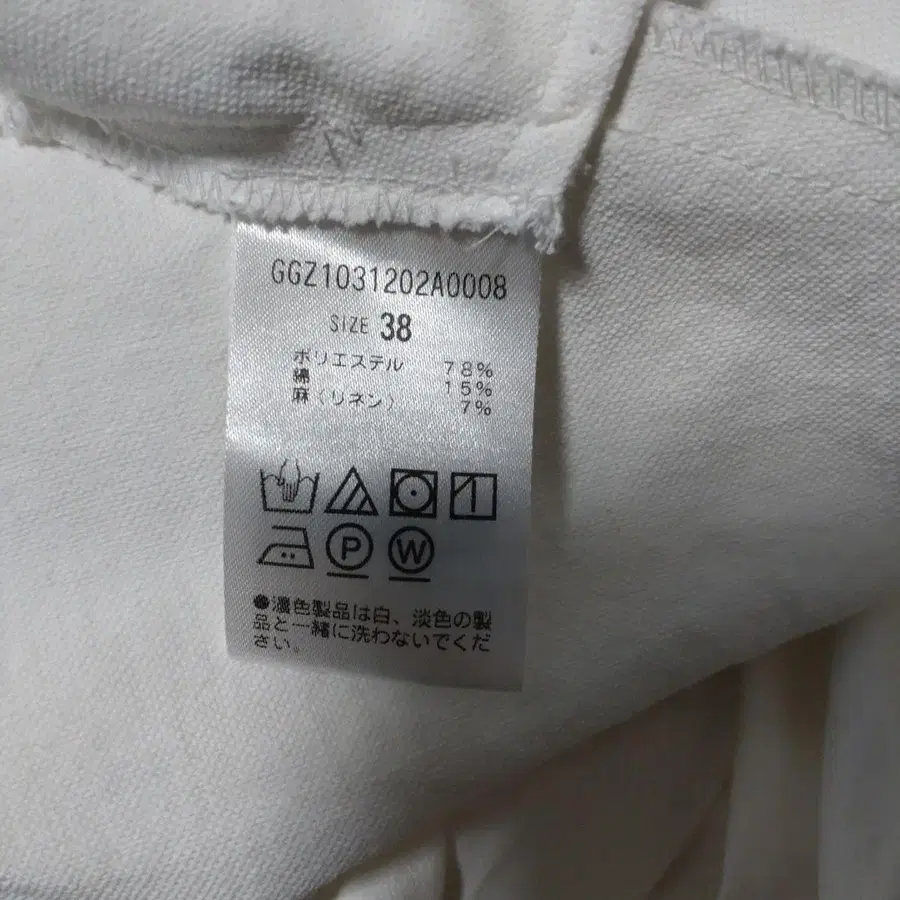 GGZ1031202A0008
SIZE 38
ポリエステル 78%
綿 15%
麻(リネン) 7%
P W
●濃色製品は白、淡色の製
品と一緒に洗わないでくだ
さい。